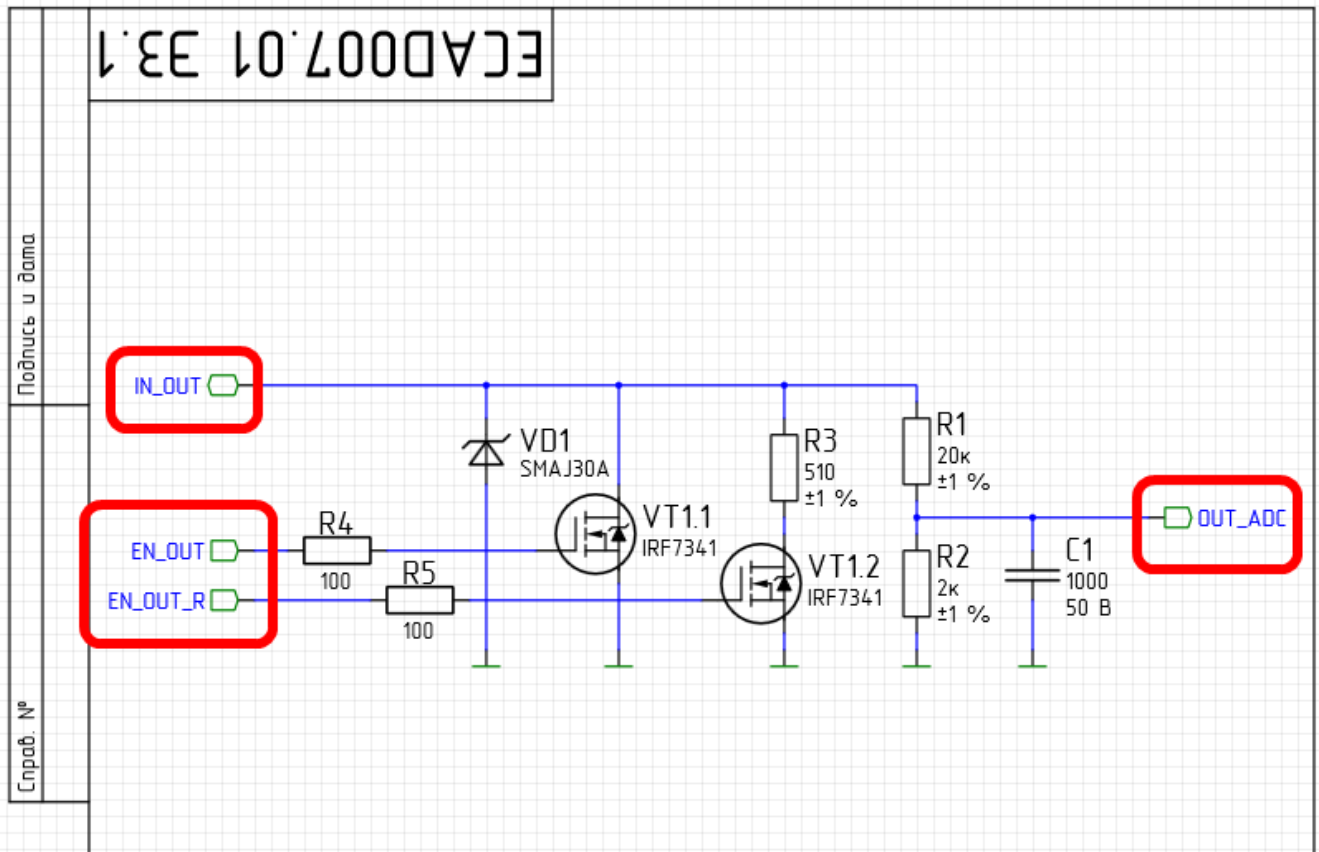 ECAD007.01 Э3.1
Подпись и дата
Справ. №
IN_OUT
EN_OUT
EN_OUT_R
R4
100
R5
100
VD1
SMAJ30A
VT1.1
IRF7341
R3
510
±1 %
VT1.2
IRF7341
R1
20к
±1 %
R2
2к
±1 %
C1
1000
50 В
OUT_ADC